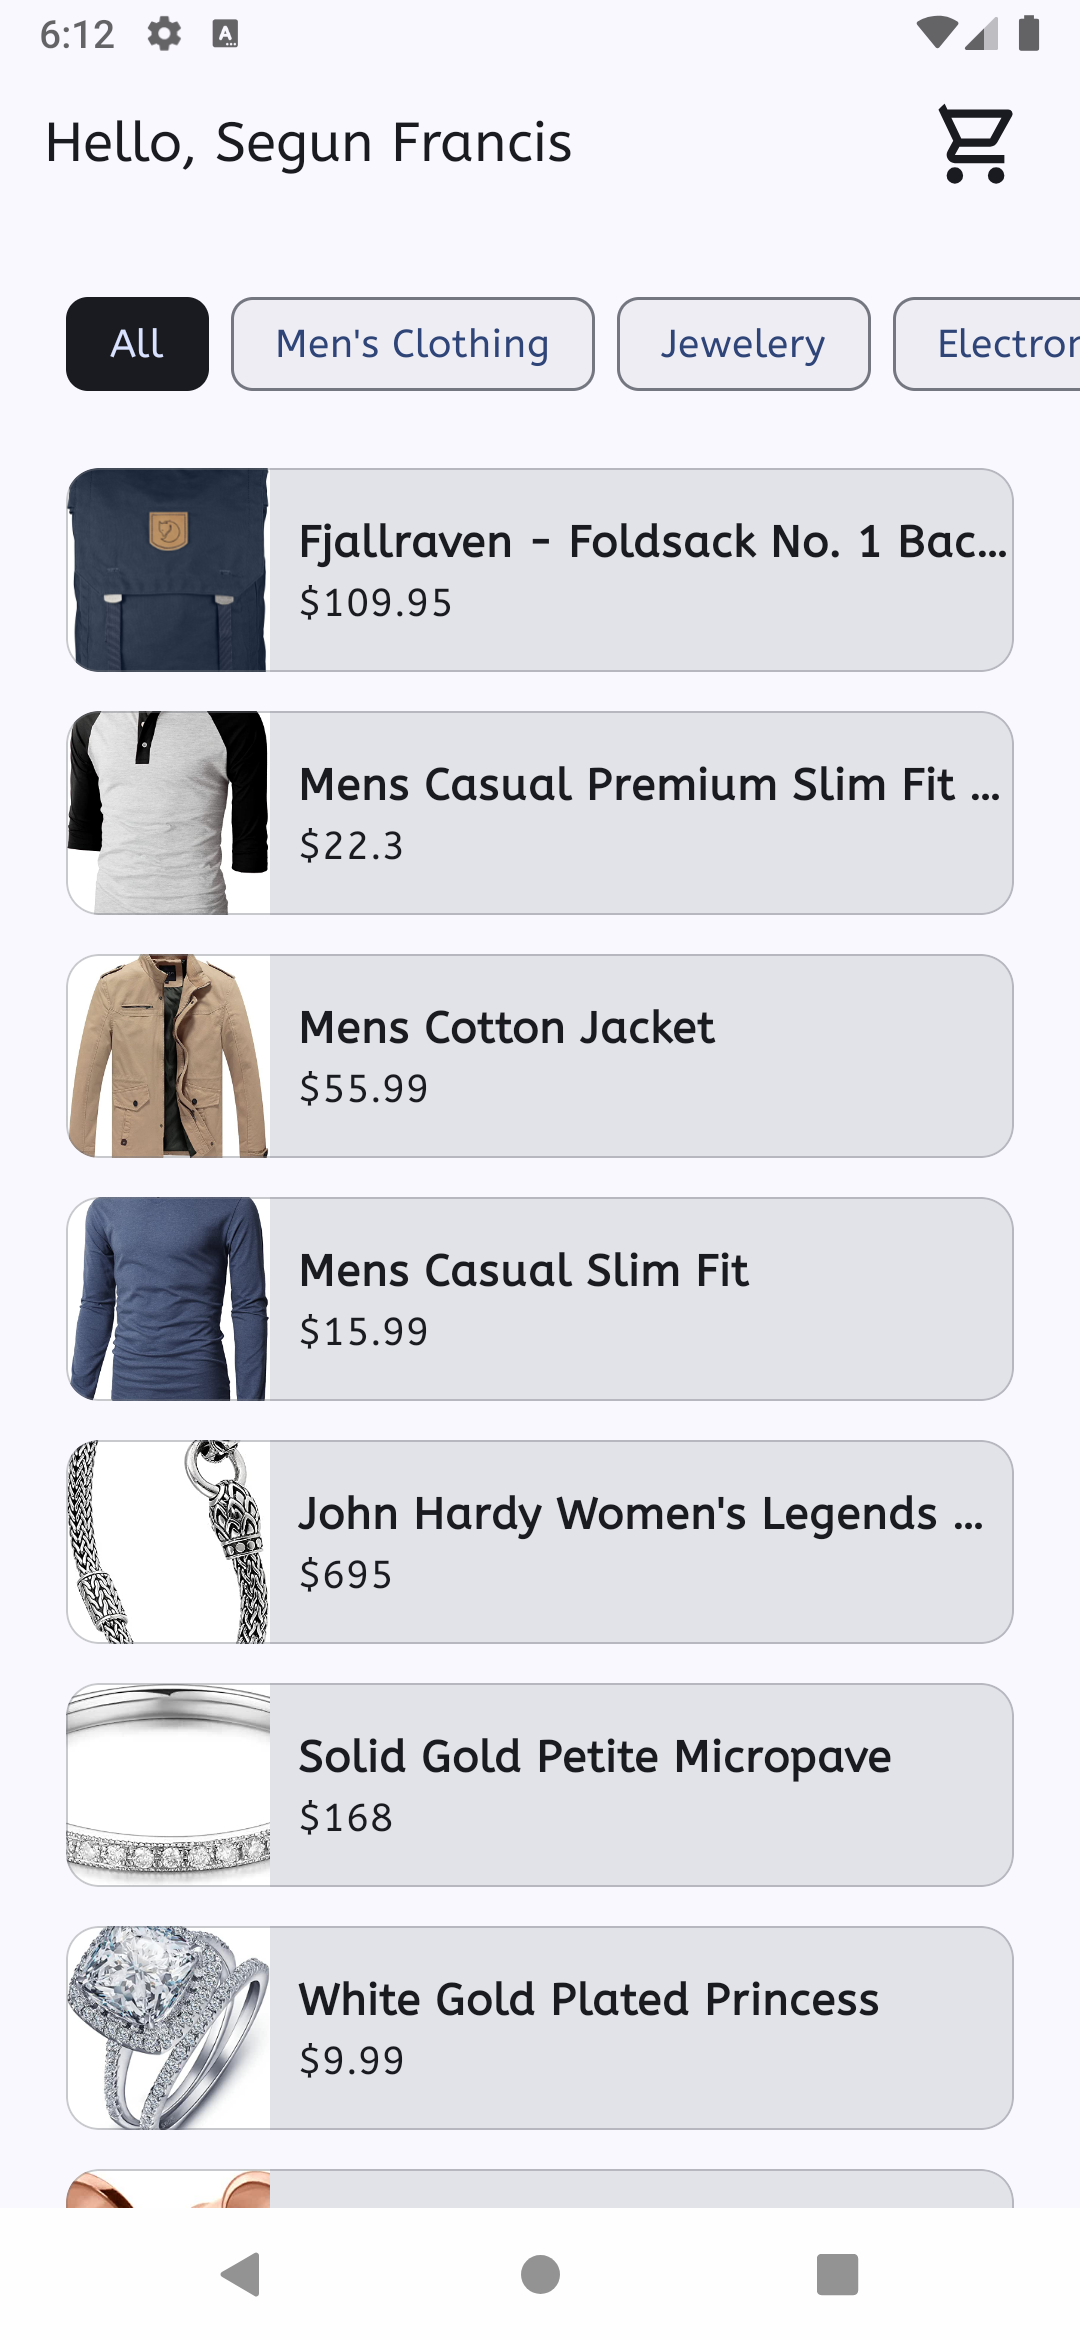 6:12
Hello, Segun Francis
All
Men's Clothing
Jewelery
Electron
Fjallraven - Foldsack No. 1 Bac...
$109.95
Mens Casual Premium Slim Fit ...
$22.3
Mens Cotton Jacket
$55.99
Mens Casual Slim Fit
$15.99
John Hardy Women's Legends ...
$695
Solid Gold Petite Micropave
$168
White Gold Plated Princess
$9.99